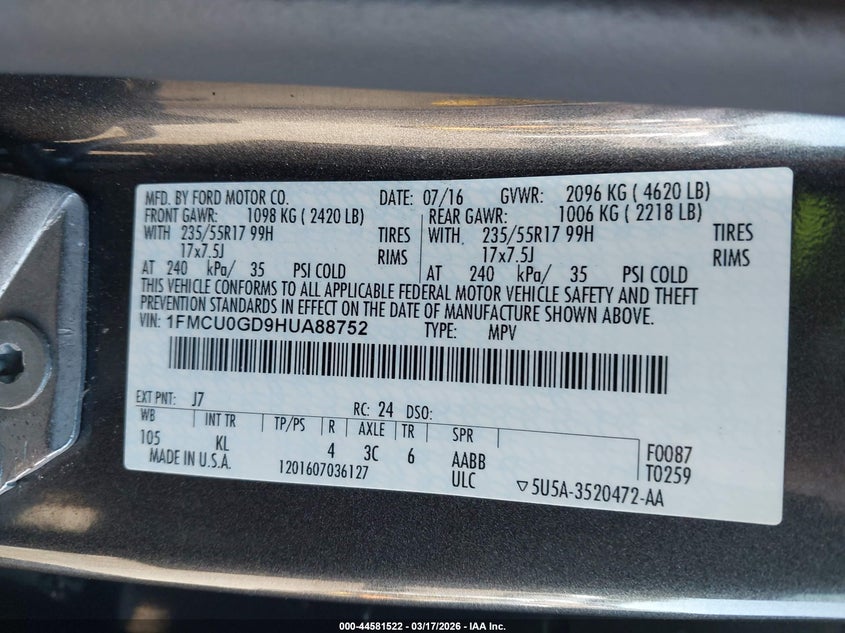 MFD. BY FORD MOTOR CO. DATE: 07/16 GVWR: 2096 KG ( 4620 LB)
FRONT GAWR: 1098 KG ( 2420 LB) REAR GAWR: 1006 KG ( 2218 LB)
WITH 235/55R17 99H TIRES WITH 235/55R17 99H TIRES
17x7.5J RIMS 17x7.5J RIMS
AT 240 kPa/ 35 PSI COLD AT 240 kPa/ 35 PSI COLD
THIS VEHICLE CONFORMS TO ALL APPLICABLE FEDERAL MOTOR VEHICLE SAFETY AND THEFT
PREVENTION STANDARDS IN EFFECT ON THE DATE OF MANUFACTURE SHOWN ABOVE.
VIN: 1FMCU0GD9HUA88752 TYPE: MPV
EXT PNT: J7 RC: 24 DSO:
WB INT TR TP/PS R AXLE TR SPR
105 KL 4 3C 6 AABB F0087
MADE IN U.S.A. 1201607036127 ULC T0259
▽5U5A-3520472-AA
000-44581522 | 03/17/2026 | IAA Inc.